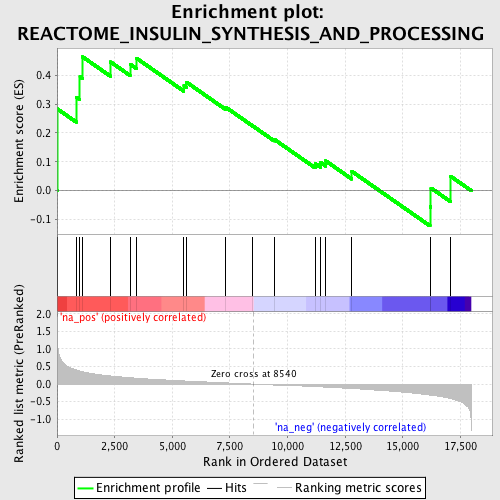 Enrichment plot:
REACTOME_INSULIN_SYNTHESIS_AND_PROCESSING
Enrichment score (ES)
0.4
0.3
0.2
0.1
0.0
-0.1
'na_pos' (positively correlated)
Ranked list metric (PreRanked)
2.0
1.5
1.0
0.5
0.0
-0.5
-1.0
Zero cross at 8540
'na_neg' (negatively correlated)
0
2,500
5,000
7,500
10,000
12,500
15,000
17,500
Rank in Ordered Dataset
Enrichment profile
Hits
Ranking metric scores